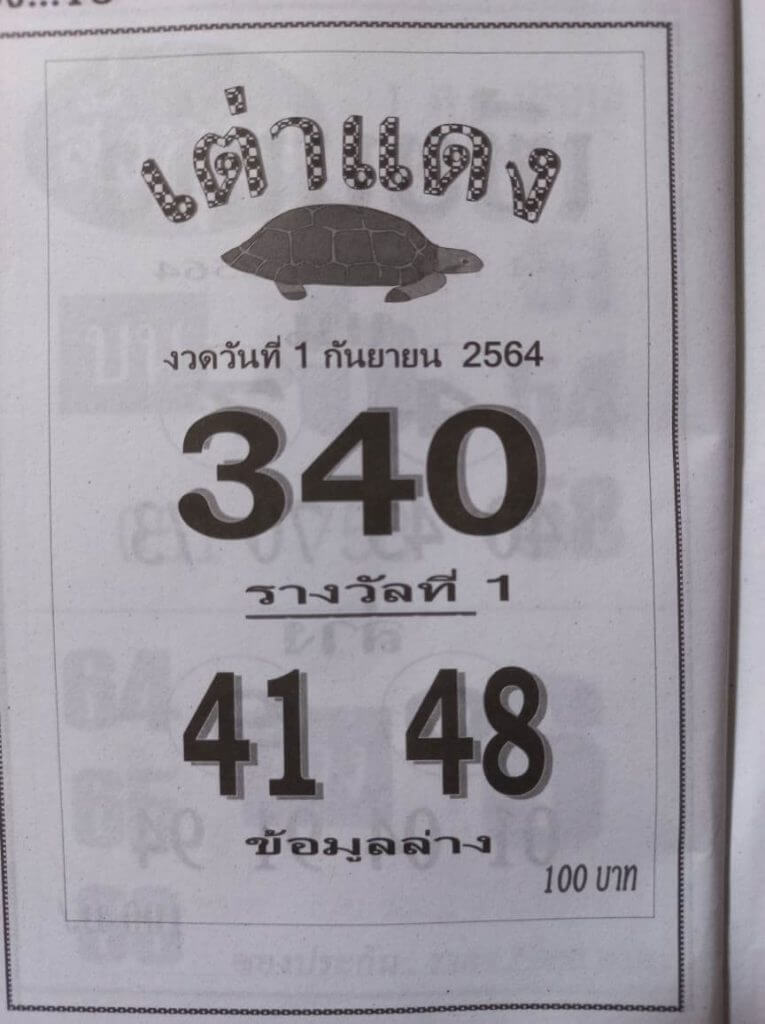 เต่าแดง
งวดวันที่ 1 กันยายน 2564
340
รางวัลที่ 1
41 48
ข้อมูลล่าง
100 บาท